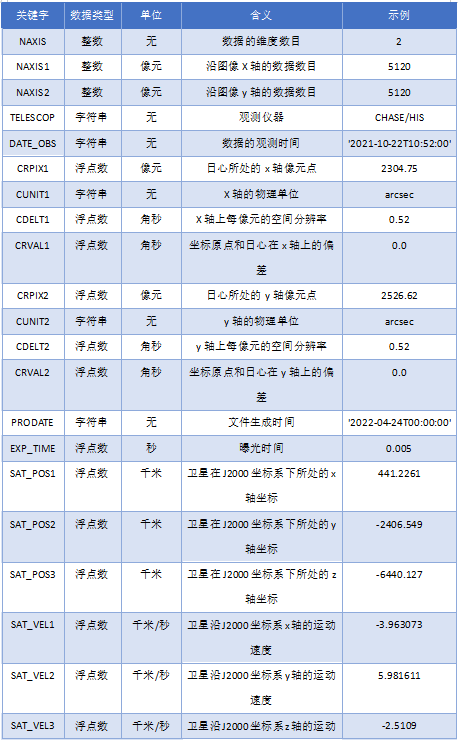 关键字 数据类型 单位 含义 示例
NAXIS 整数 无 数据的维度数目 2
NAXIS1 整数 像元 沿图像 X 轴的数据数目 5120
NAXIS2 整数 像元 沿图像 y 轴的数据数目 5120
TELESCOP 字符串 无 观测仪器 CHASE/HIS
DATE_OBS 字符串 无 数据的观测时间 '2021-10-22T10:52:00'
CRPIX1 浮点数 像元 日心所处的 x 轴像元点 2304.75
CUNIT1 字符串 无 X 轴的物理单位 arcsec
CDELT1 浮点数 角秒 X 轴上每像元的空间分辨率 0.52
CRVAL1 浮点数 角秒 坐标原点和日心在 x 轴上的偏 0.0
差
CRPIX2 浮点数 像元 日心所处的 y 轴像元点 2526.62
CUNIT2 字符串 无 y 轴的物理单位 arcsec
CDELT2 浮点数 角秒 y 轴上每像元的空间分辨率 0.52
CRVAL2 浮点数 角秒 坐标原点和日心在 y 轴上的偏 0.0
差
PRODATE 字符串 无 文件生成时间 '2022-04-24T00:00:00'
EXP_TIME 浮点数 秒 曝光时间 0.005
SAT_POS1 浮点数 千米 卫星在 J2000 坐标系下所处的 x 441.2261
轴坐标
SAT_POS2 浮点数 千米 卫星在 J2000 坐标系下所处的 y -2406.549
轴坐标
SAT_POS3 浮点数 千米 卫星在 J2000 坐标系下所处的 z -6440.127
轴坐标
SAT_VEL1 浮点数 千米/秒 卫星沿 J2000 坐标系 x 轴的运动 -3.963073
速度
SAT_VEL2 浮点数 千米/秒 卫星沿 J2000 坐标系 y 轴的运动 5.981611
速度
SAT_VEL3 浮点数 千米/秒 卫星沿 J2000 坐标系 z 轴的运动 -2.5109